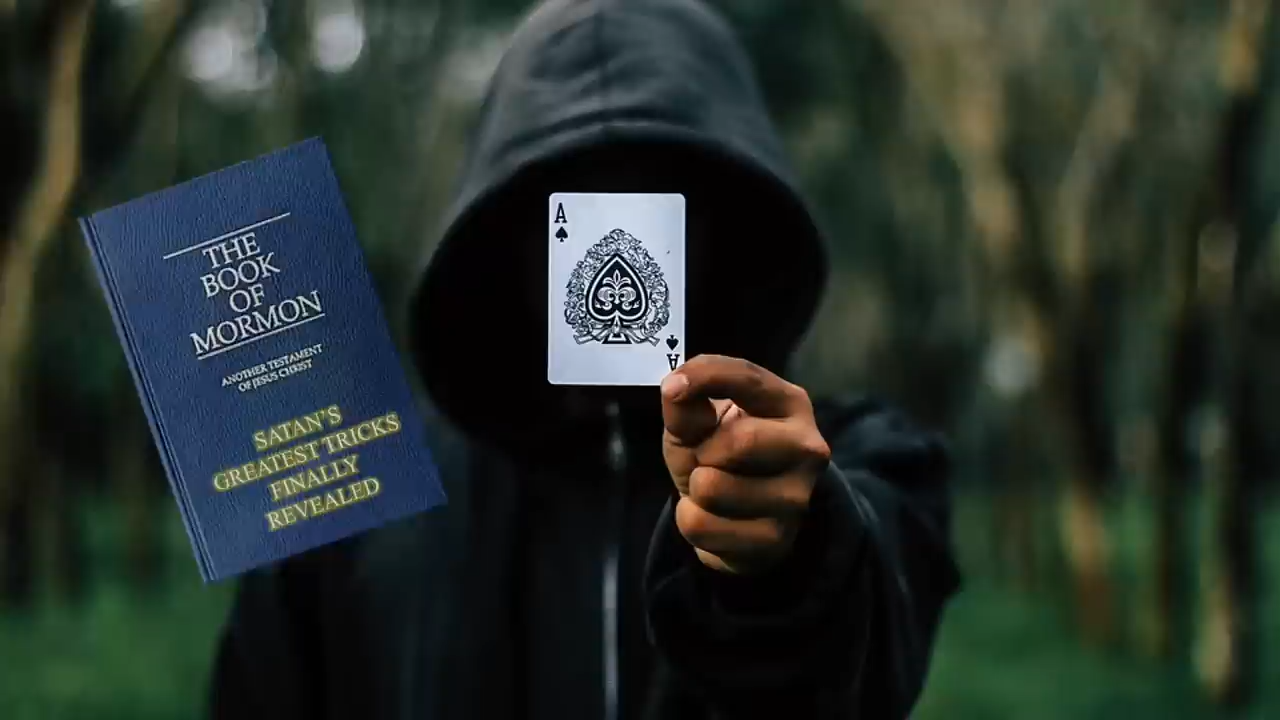 THE
BOOK
OF
MORMON
ANOTHER TESTAMENT
OF JESUS CHRIST
SATAN'S
GREATEST TRICKS
FINALLY
REVEALED
A
A